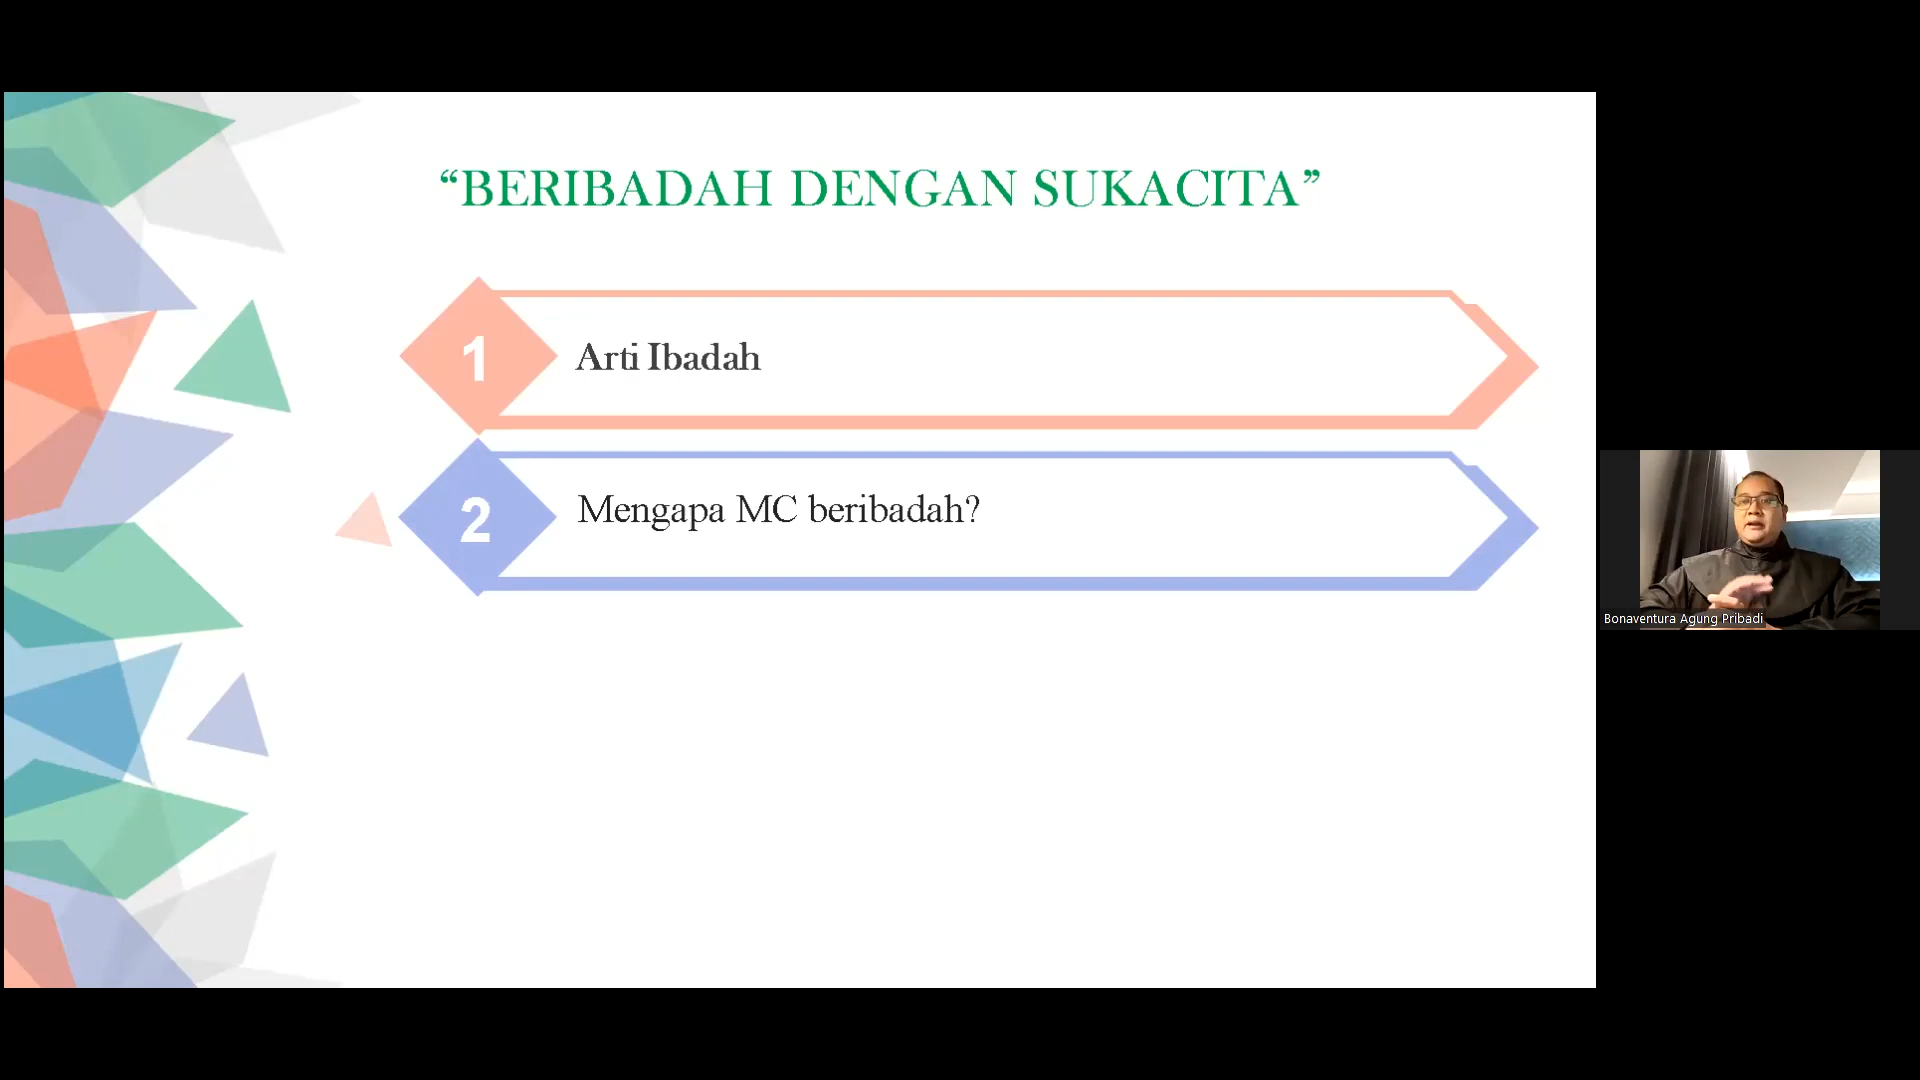 “BERIBADAH DENGAN SUKACITA”
1
Arti Ibadah
2
Mengapa MC beribadah?
Bonaventura Agung Pribadi